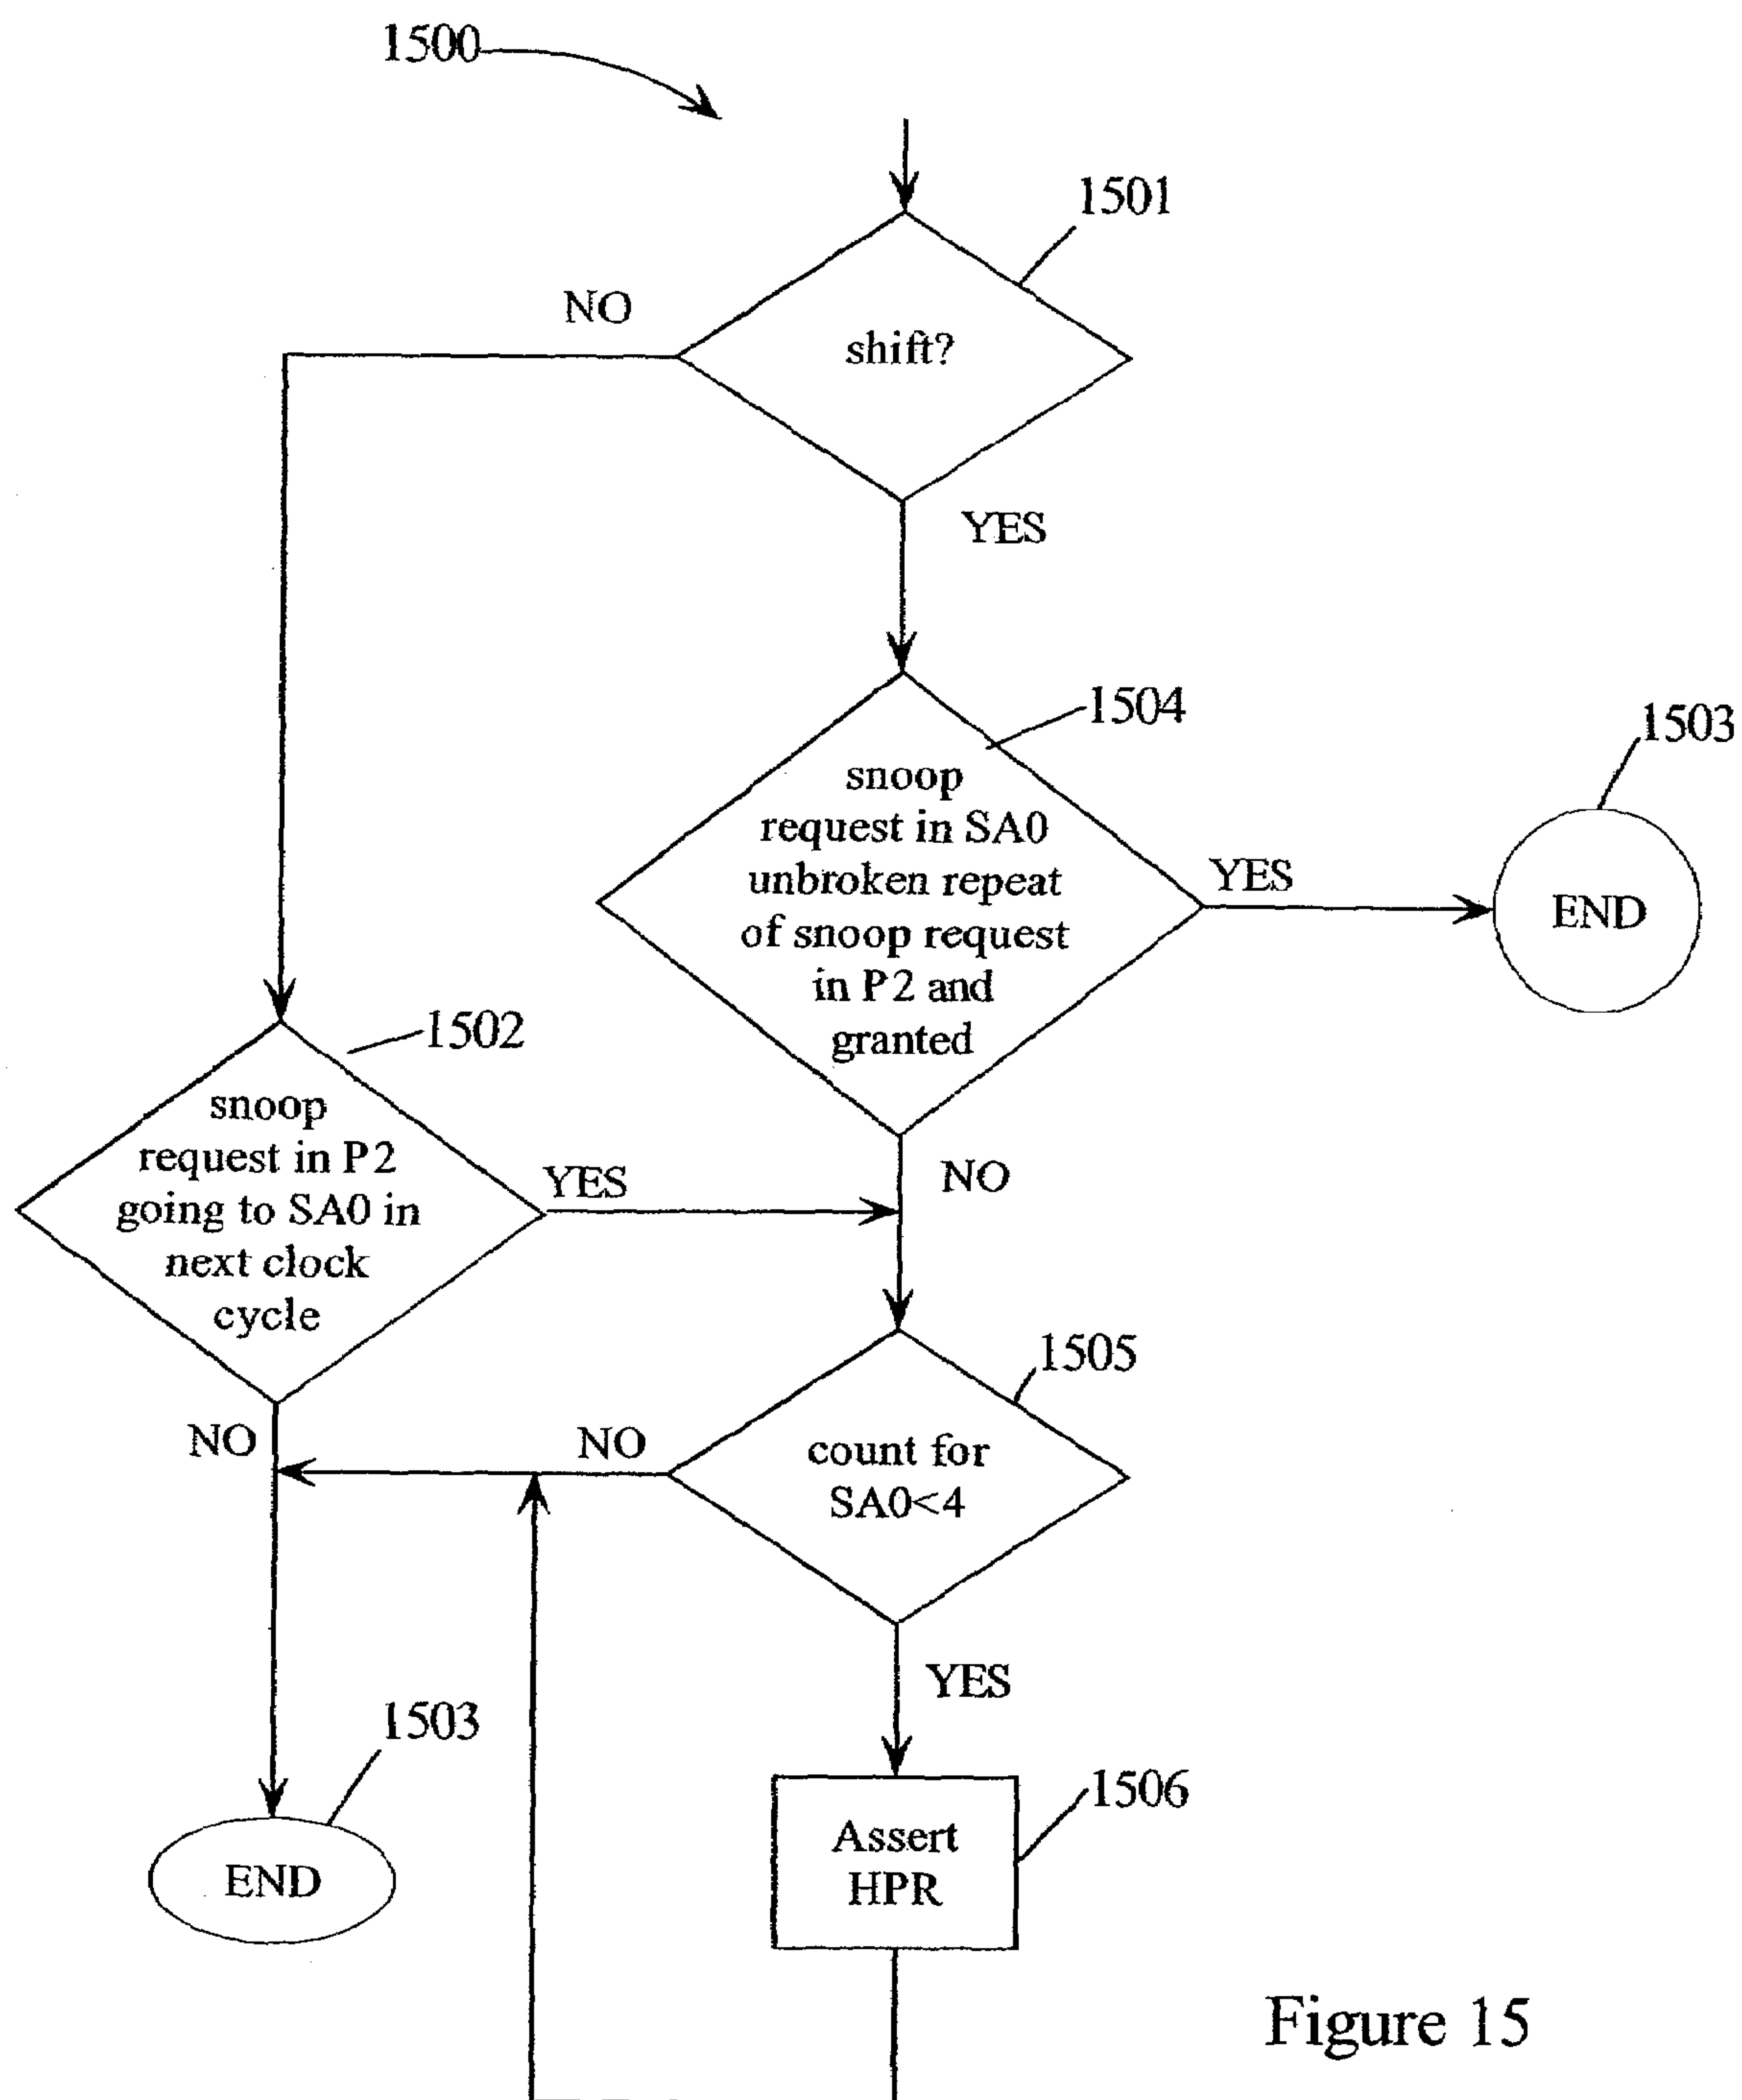 1500
1501
NO
shift?
YES
1504
1503
snoop
request in SA0
unbroken repeat
of snoop request
in P2 and
granted
YES
END
1502
snoop
request in P2
going to SA0 in
next clock
cycle
YES
NO
1505
NO
NO
count for
SA0<4
YES
1503
1506
END
Assert
HPR
Figure 15